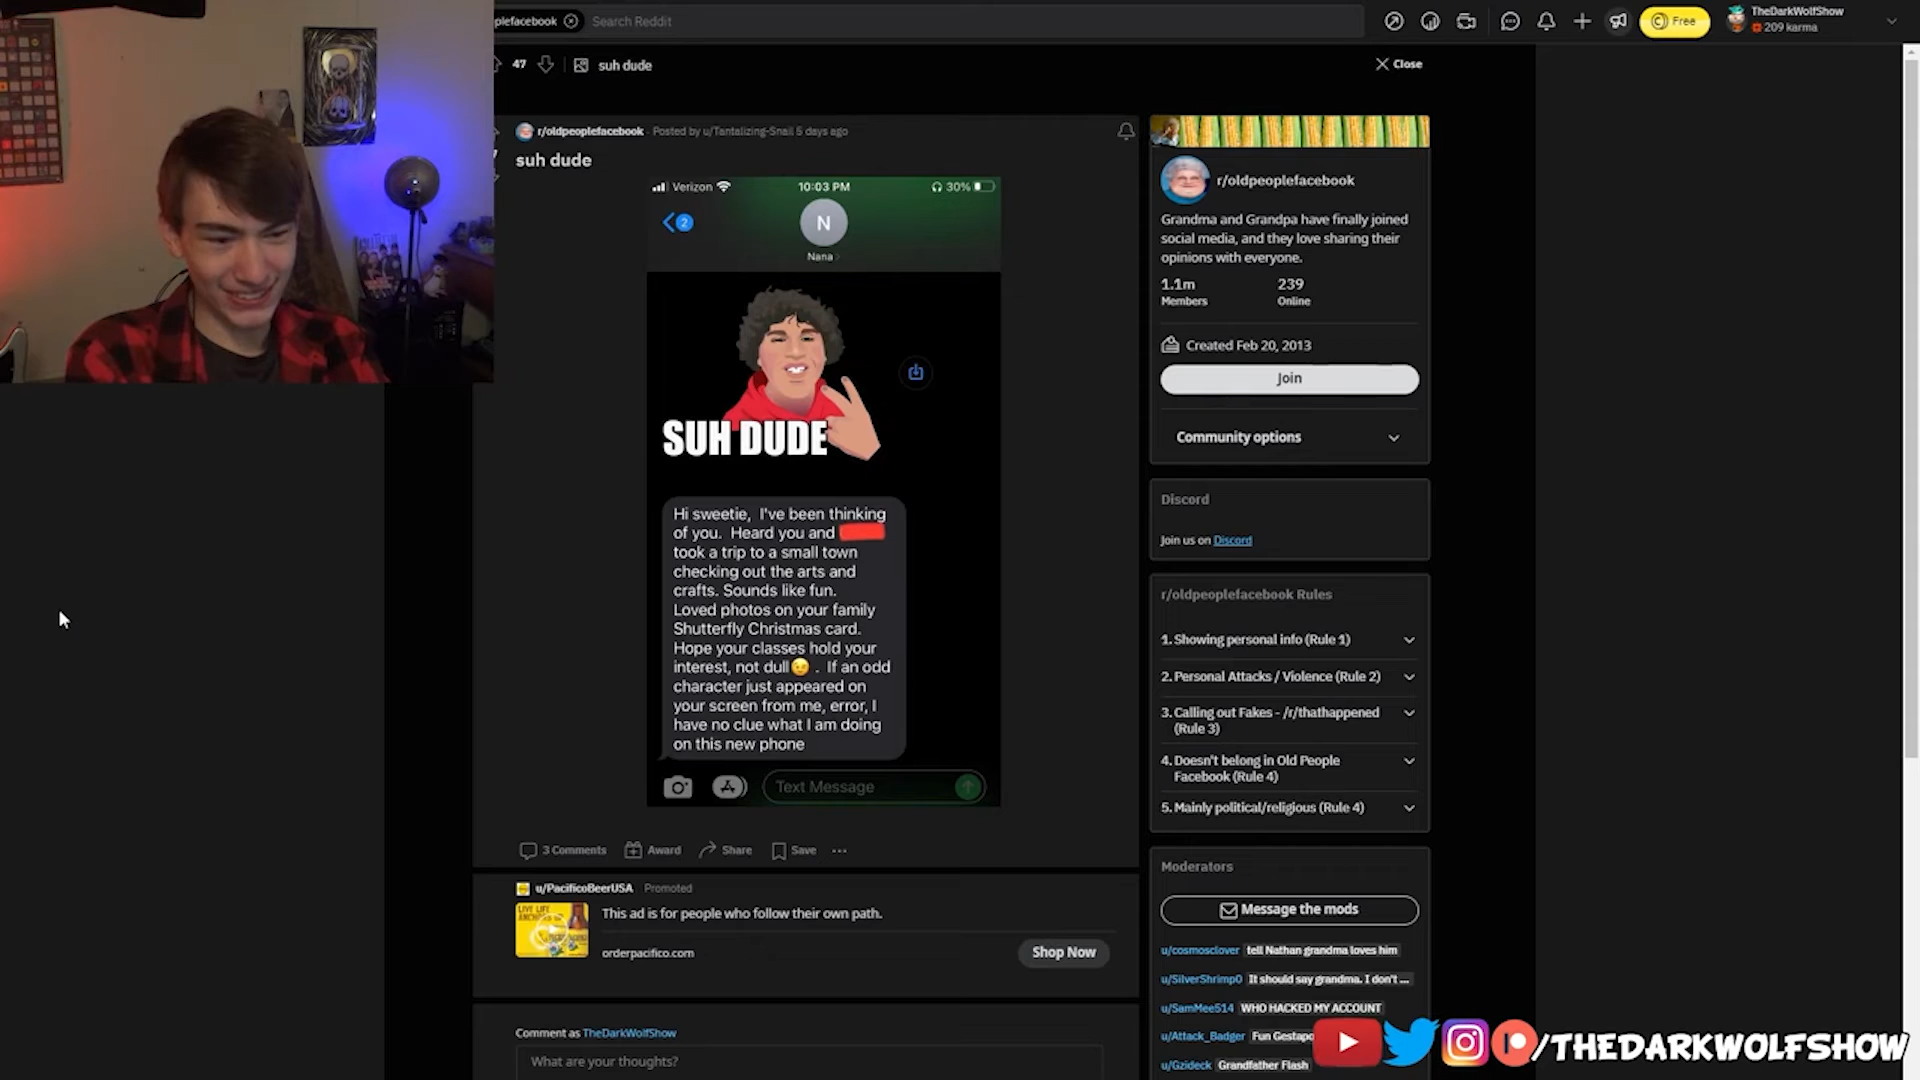 plefacebook
Search Reddit
Free
TheDarkWolfShow
209 karma
47
suh dude
Close
r/oldpeoplefacebook · Posted by u/Tantalizing-Snail 5 days ago
suh dude
Verizon
10:03 PM
30%
2
N
Nana
SUH DUDE
Hi sweetie, I've been thinking
of you. Heard you and
took a trip to a small town
checking out the arts and
crafts. Sounds like fun.
Loved photos on your family
Shutterfly Christmas card.
Hope your classes hold your
interest, not dull😉 . If an odd
character just appeared on
your screen from me, error, I
have no clue what I am doing
on this new phone
Text Message
3 Comments
Award
Share
Save
u/PacificoBeerUSA Promoted
This ad is for people who follow their own path.
orderpacifico.com
Shop Now
Comment as TheDarkWolfShow
What are your thoughts?
r/oldpeoplefacebook
Grandma and Grandpa have finally joined
social media, and they love sharing their
opinions with everyone.
1.1m
Members
239
Online
Created Feb 20, 2013
Join
Community options
Discord
Join us on Discord
r/oldpeoplefacebook Rules
1. Showing personal info (Rule 1)
2. Personal Attacks / Violence (Rule 2)
3. Calling out Fakes - /r/thathappened
(Rule 3)
4. Doesn't belong in Old People
Facebook (Rule 4)
5. Mainly political/religious (Rule 4)
Moderators
Message the mods
u/cosmosclover tell Nathan grandma loves him
u/SilverShrimp0 It should say grandma. I don't ...
u/SamMee514 WHO HACKED MY ACCOUNT
u/Attack_Badger Fun Gestapo
u/Gzideck Grandfather Flash
/THEDARKWOLFSHOW